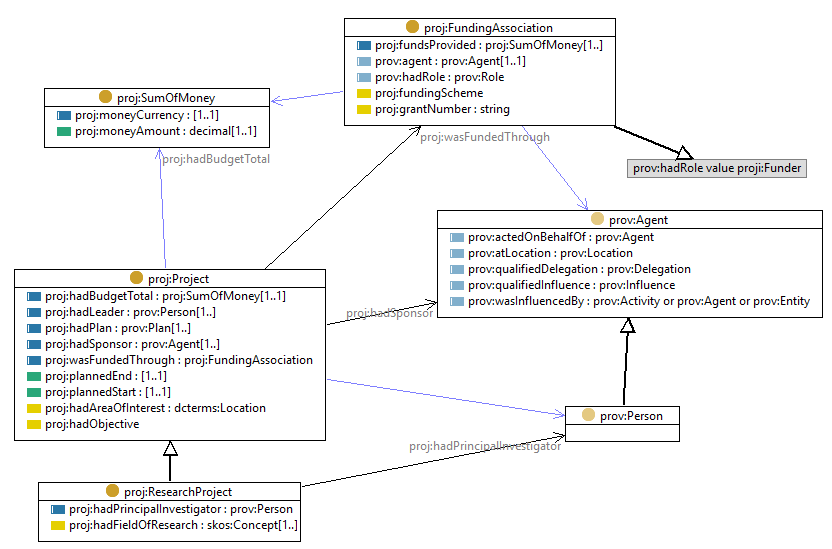 proj:FundingAssociation
proj:fundsProvided : proj:SumOfMoney[1..]
prov:agent : prov:Agent[1..1]
prov:hadRole : prov:Role
proj:fundingScheme
proj:grantNumber : string
proj:SumOfMoney
proj:moneyCurrency : [1..1]
proj:moneyAmount : decimal[1..1]
proj:wasFundedThrough
proj:hadBudgetTotal
prov:hadRole value proji:Funder
prov:Agent
prov:actedOnBehalfOf : prov:Agent
prov:atLocation : prov:Location
prov:qualifiedDelegation : prov:Delegation
prov:qualifiedInfluence : prov:Influence
prov:wasInfluencedBy : prov:Activity or prov:Agent or prov:Entity
proj:Project
proj:hadBudgetTotal : proj:SumOfMoney[1..1]
proj:hadLeader : prov:Person[1..]
proj:hadPlan : prov:Plan[1..]
proj:hadSponsor : prov:Agent[1..]
proj:wasFundedThrough : proj:FundingAssociation
proj:plannedEnd : [1..1]
proj:plannedStart : [1..1]
proj:hadAreaOfInterest : dcterms:Location
proj:hadObjective
proj:hadSponsor
prov:Person
proj:hadPrincipalInvestigator
proj:ResearchProject
proj:hadPrincipalInvestigator : prov:Person
proj:hadFieldOfResearch : skos:Concept[1..]